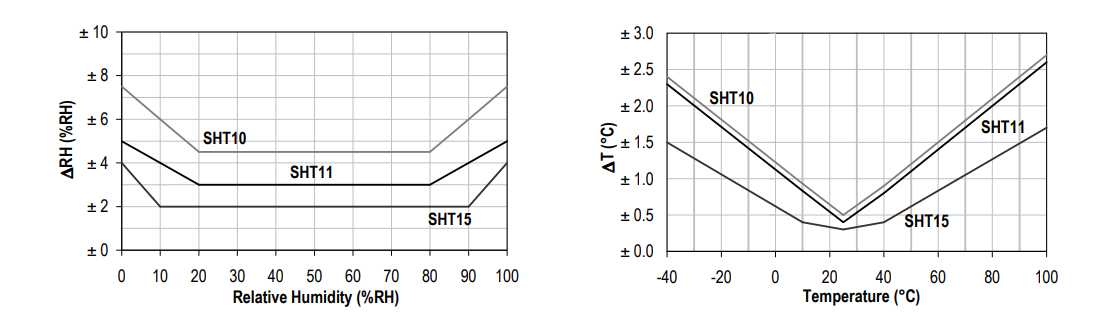 ± 10
± 8
± 6
± 4
± 2
± 0
ΔRH (%RH)
SHT10
SHT11
SHT15
0 10 20 30 40 50 60 70 80 90 100
Relative Humidity (%RH)
± 3.0
± 2.5
± 2.0
± 1.5
± 1.0
± 0.5
± 0.0
ΔT (°C)
SHT10
SHT11
SHT15
-40 -20 0 20 40 60 80 100
Temperature (°C)